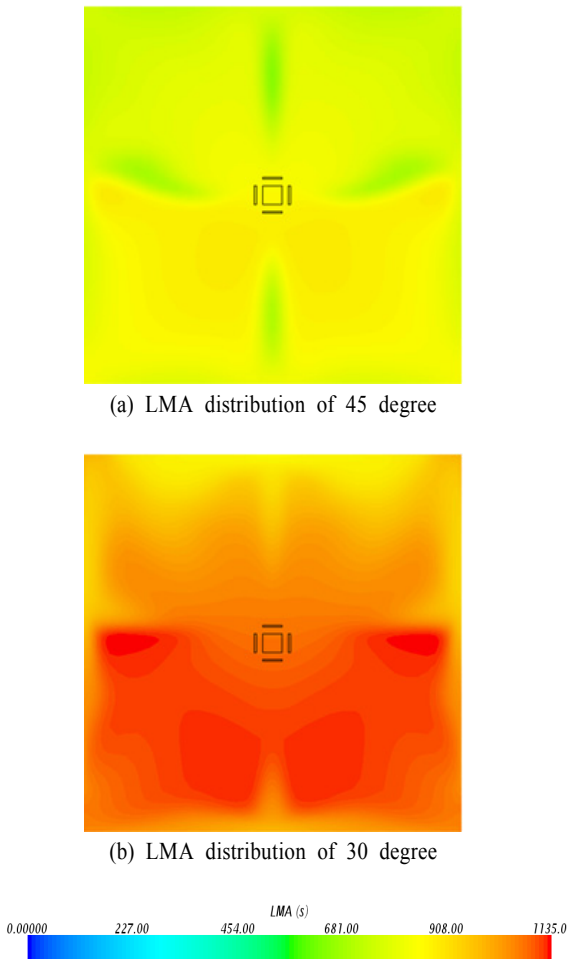 (a) LMA distribution of 45 degree
(b) LMA distribution of 30 degree
LMA (s)
0.00000 227.00 454.00 681.00 908.00 1135.0